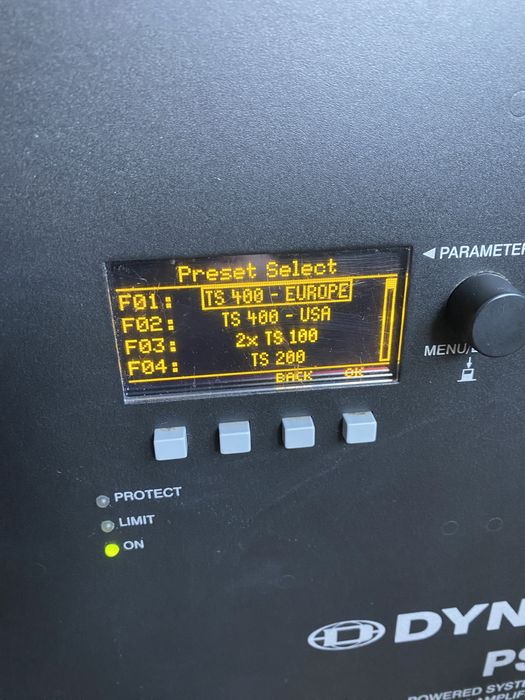 Preset Select
F01: TS 400 - EUROPE
F02: TS 400 - USA
F03: 2x TS 100
F04: TS 200
BACK OK
◄ PARAMETER
MENU/
PROTECT
LIMIT
ON
DYN
PS
POWERED SYST
AMPLIF